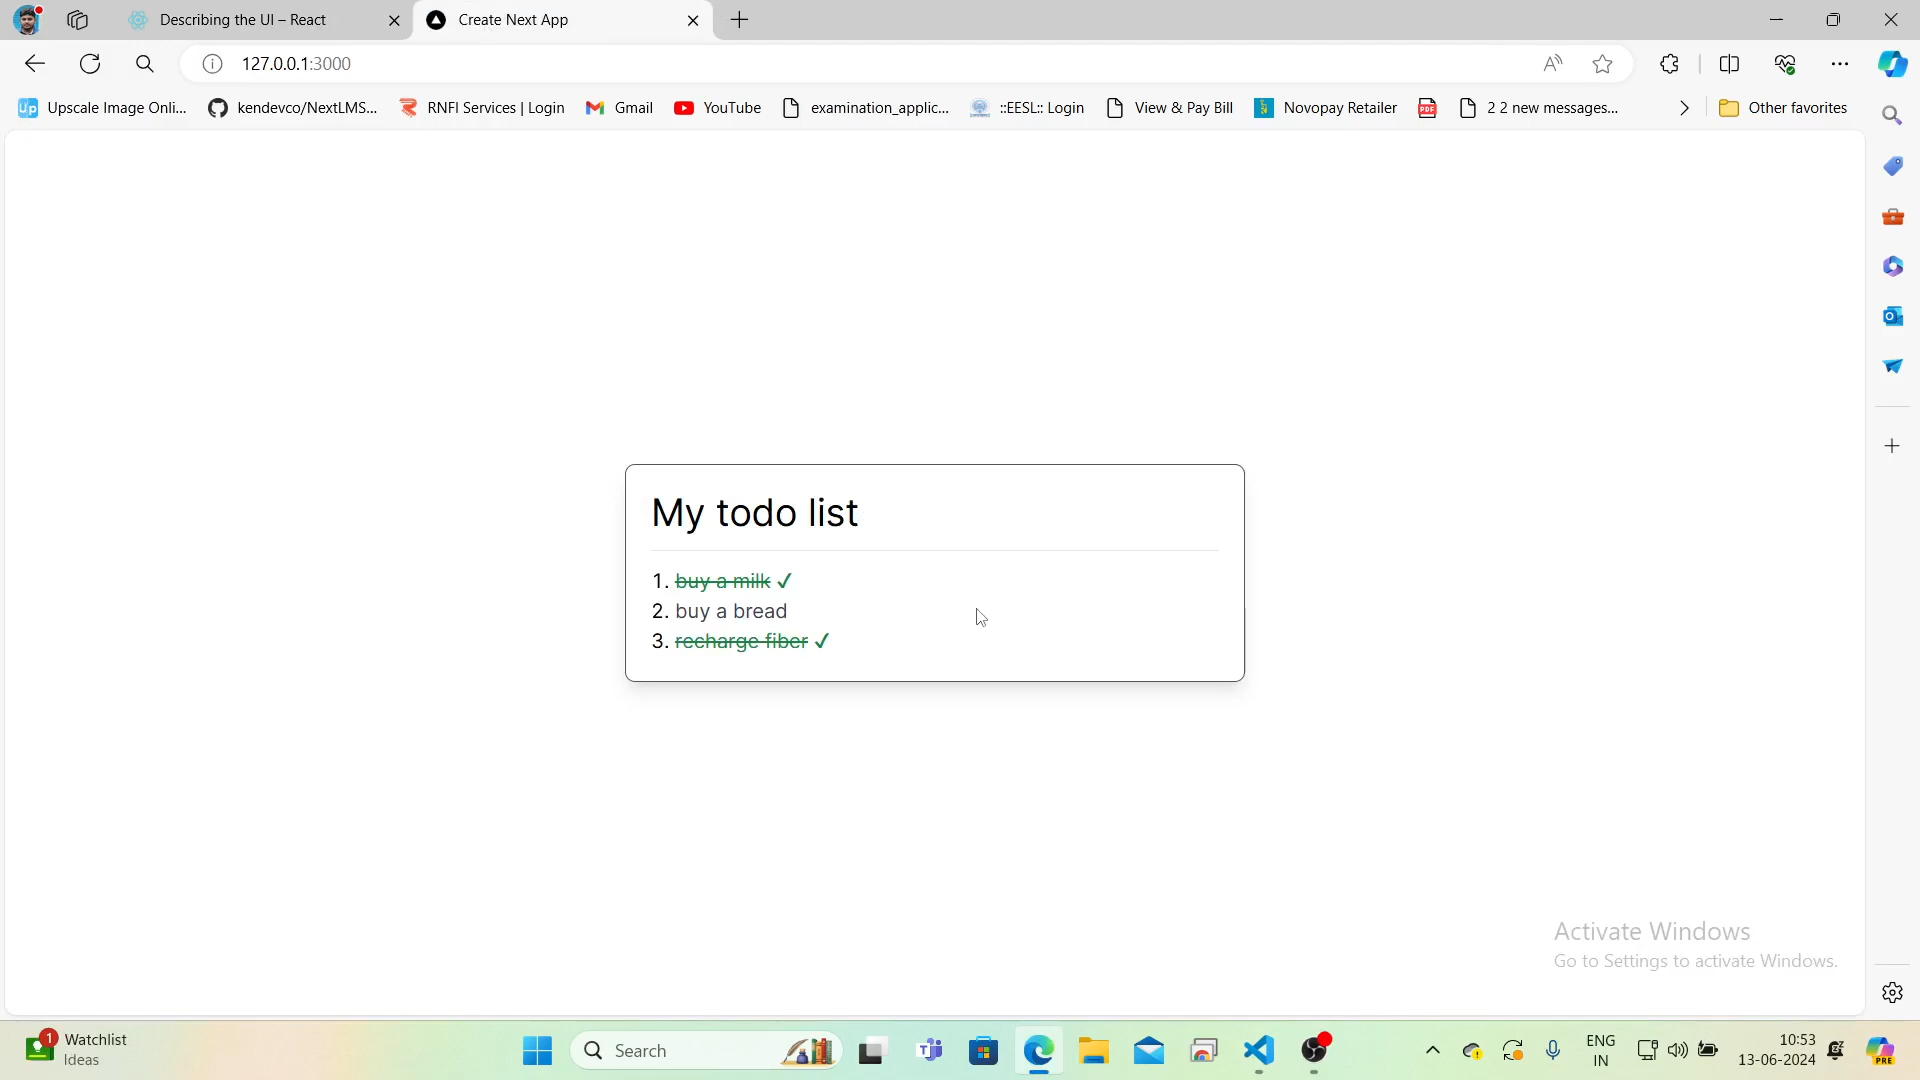 Describing the UI – React
Create Next App
127.0.0.1:3000
Upscale Image Onli...
kendevco/NextLMS...
RNFI Services | Login
Gmail
YouTube
examination_applic...
::EESL:: Login
View & Pay Bill
Novopay Retailer
PDF
2 2 new messages...
Other favorites
My todo list
1. buy a milk ✓
2. buy a bread
3. recharge fiber ✓
Activate Windows
Go to Settings to activate Windows.
1
Watchlist
Ideas
Search
ENG
IN
10:53
13-06-2024
PRE